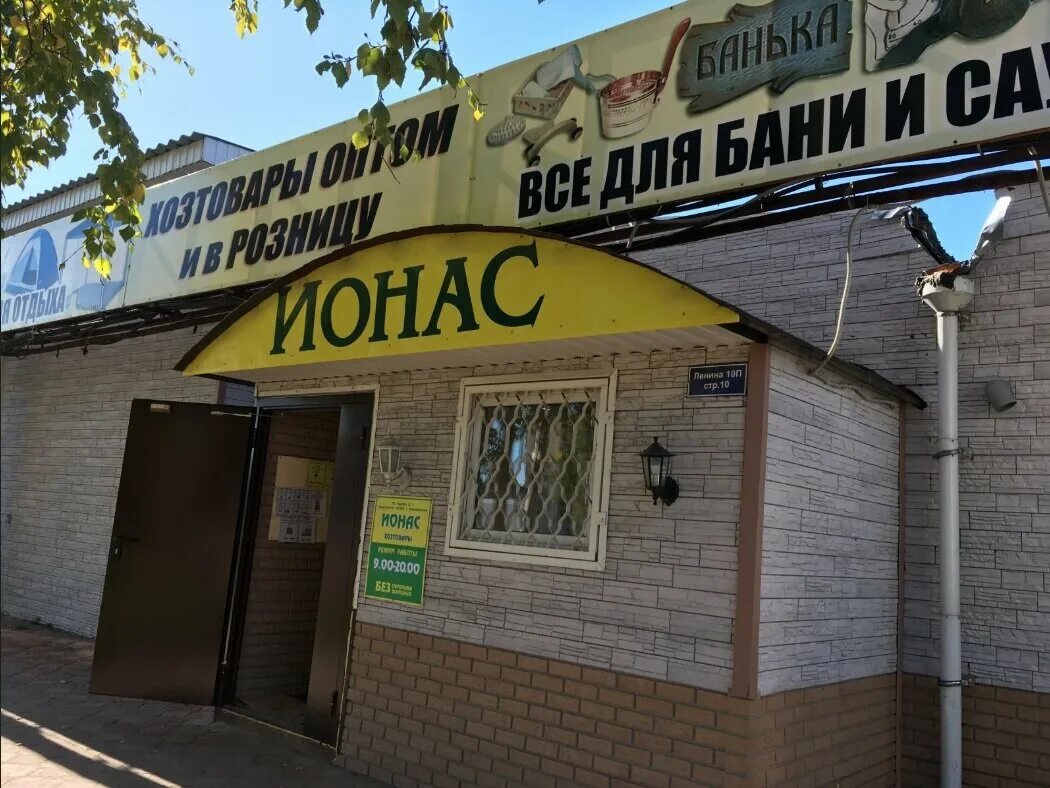 БАНЬКА
ХОЗТОВАРЫ ОПТОМ
И В РОЗНИЦУ
ВСЕ ДЛЯ БАНИ И САУ
Я ОТДЫХА
ИОНАС
Ленина 10П
стр.10
ИОНАС
ХОЗТОВАРЫ
РЕЖИМ РАБОТЫ
9.00-20.00
БЕЗ